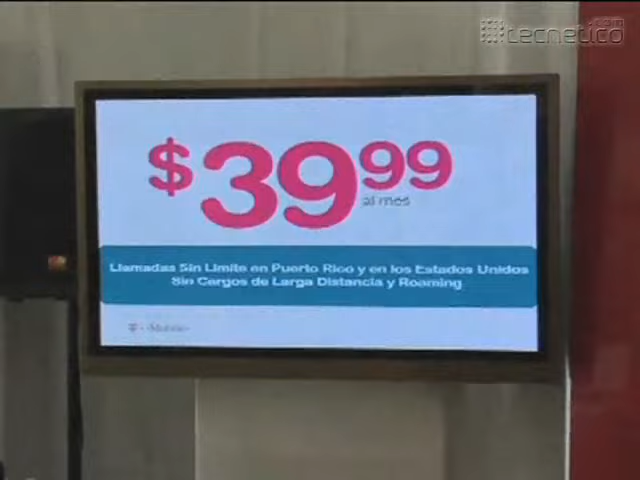 tecnetico
.com
$39 99
al mes
Llamadas Sin Limite en Puerto Rico y en los Estados Unidos
Sin Cargos de Larga Distancia y Roaming
T - Mobile -